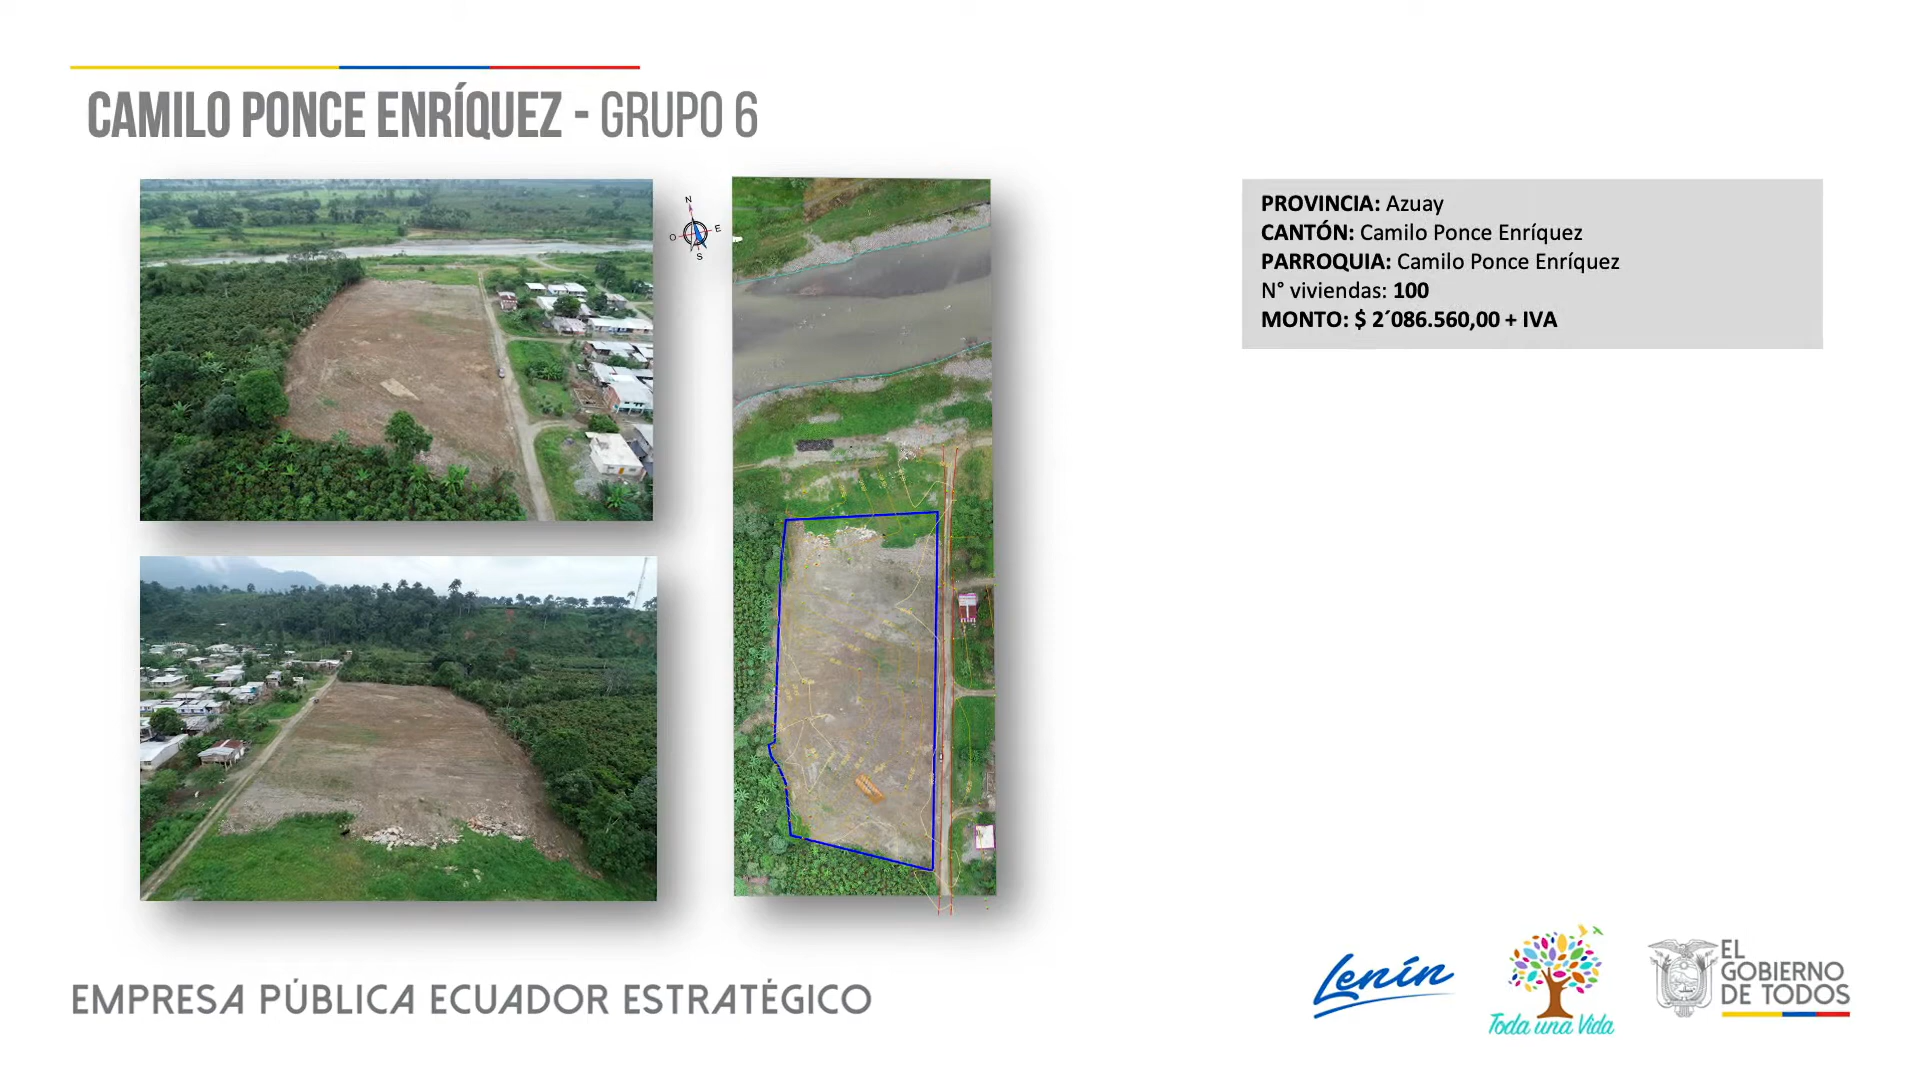 CAMILO PONCE ENRÍQUEZ - GRUPO 6
N
O
E
S
PROVINCIA: Azuay
CANTÓN: Camilo Ponce Enríquez
PARROQUIA: Camilo Ponce Enríquez
N° viviendas: 100
MONTO: $ 2´086.560,00 + IVA
EMPRESA PÚBLICA ECUADOR ESTRATÉGICO
Lenín
Toda una Vida
EL
GOBIERNO
DE TODOS